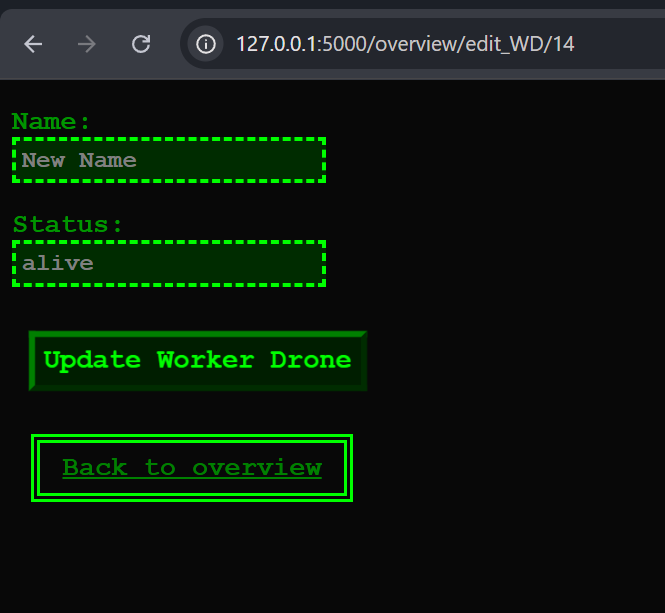 127.0.0.1:5000/overview/edit_WD/14
Name:
New Name
Status:
alive
Update Worker Drone
Back to overview